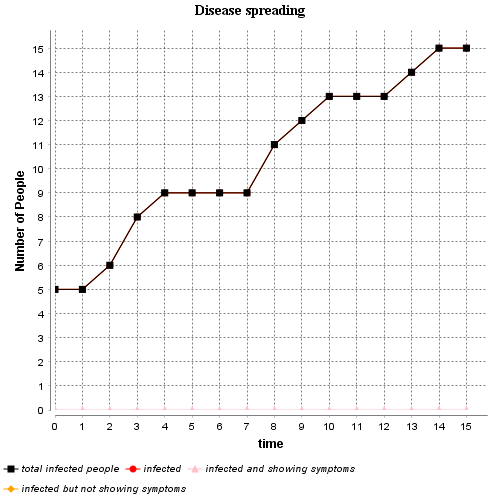 Disease spreading
Number of People
15
14
13
12
11
10
9
8
7
6
5
4
3
2
1
0
0 1 2 3 4 5 6 7 8 9 10 11 12 13 14 15
time
total infected people infected infected and showing symptoms
infected but not showing symptoms